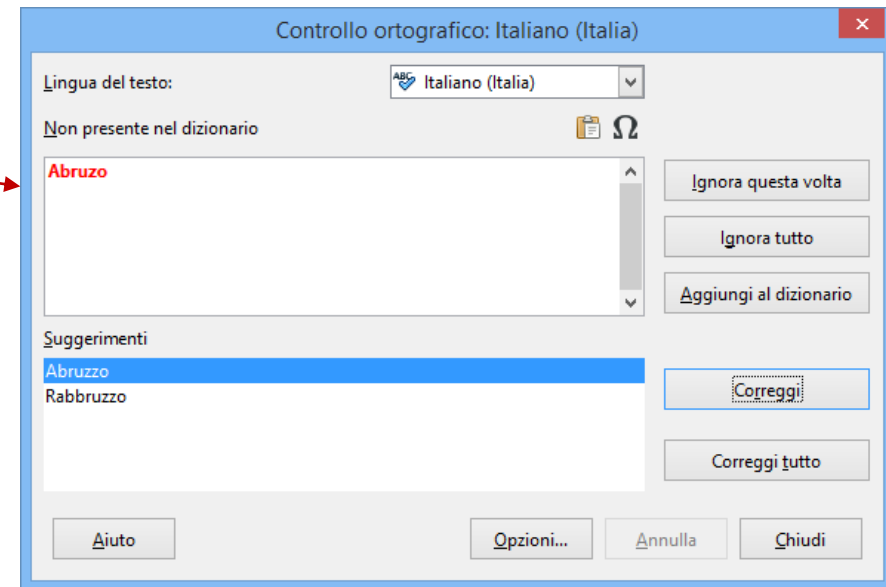 Controllo ortografico: Italiano (Italia)
Lingua del testo:
ABC Italiano (Italia)
Non presente nel dizionario
Ω
Abruzo
Ignora questa volta
Ignora tutto
Aggiungi al dizionario
Suggerimenti
Abruzzo
Rabbruzzo
Correggi
Correggi tutto
Aiuto
Opzioni...
Annulla
Chiudi